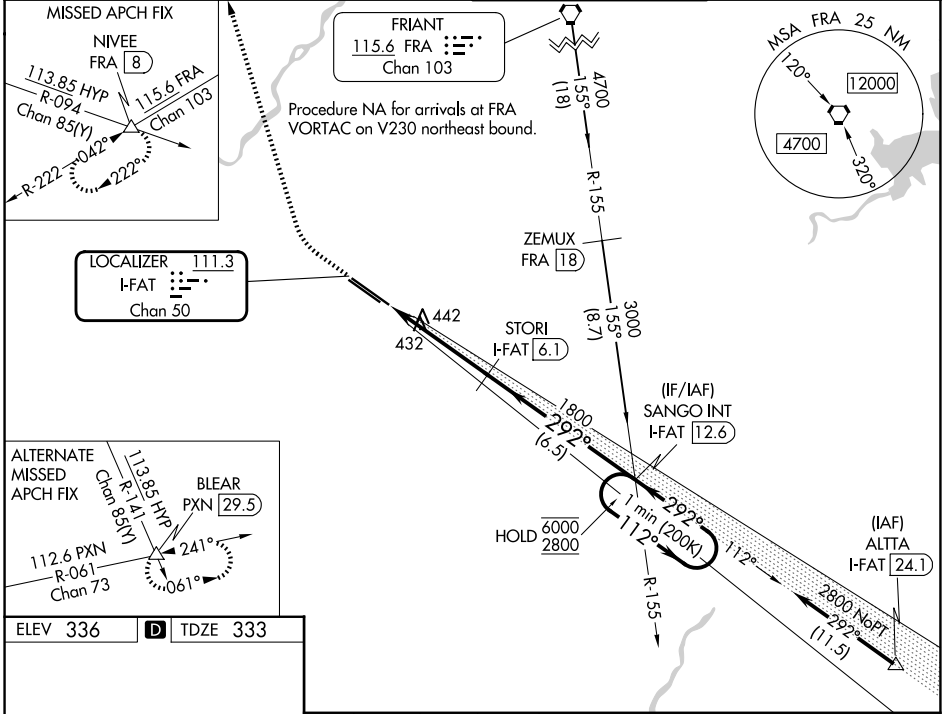 MISSED APCH FIX
NIVEE
FRA 8
113.85 HYP
R-094
Chan 85(Y)
115.6 FRA
Chan 103
R-222
042°
222°
FRIANT
115.6 FRA
Chan 103
Procedure NA for arrivals at FRA
VORTAC on V230 northeast bound.
4700
155°
(18)
R-155
MSA FRA 25 NM
120°
12000
4700
320°
ZEMUX
FRA 18
3000
155°
(8.7)
LOCALIZER 111.3
I-FAT
Chan 50
442
432
STORI
I-FAT 6.1
1800
292°
(6.5)
(IF/IAF)
SANGO INT
I-FAT 12.6
HOLD 6000
2800
1 min (200K)
292°
112°
112°
R-155
(IAF)
ALTTA
I-FAT 24.1
2800 NoPT
292°
(11.5)
ALTERNATE
MISSED
APCH FIX
113.85 HYP
R-141
Chan 85(Y)
BLEAR
PXN 29.5
112.6 PXN
R-061
Chan 73
241°
061°
ELEV 336 D TDZE 333